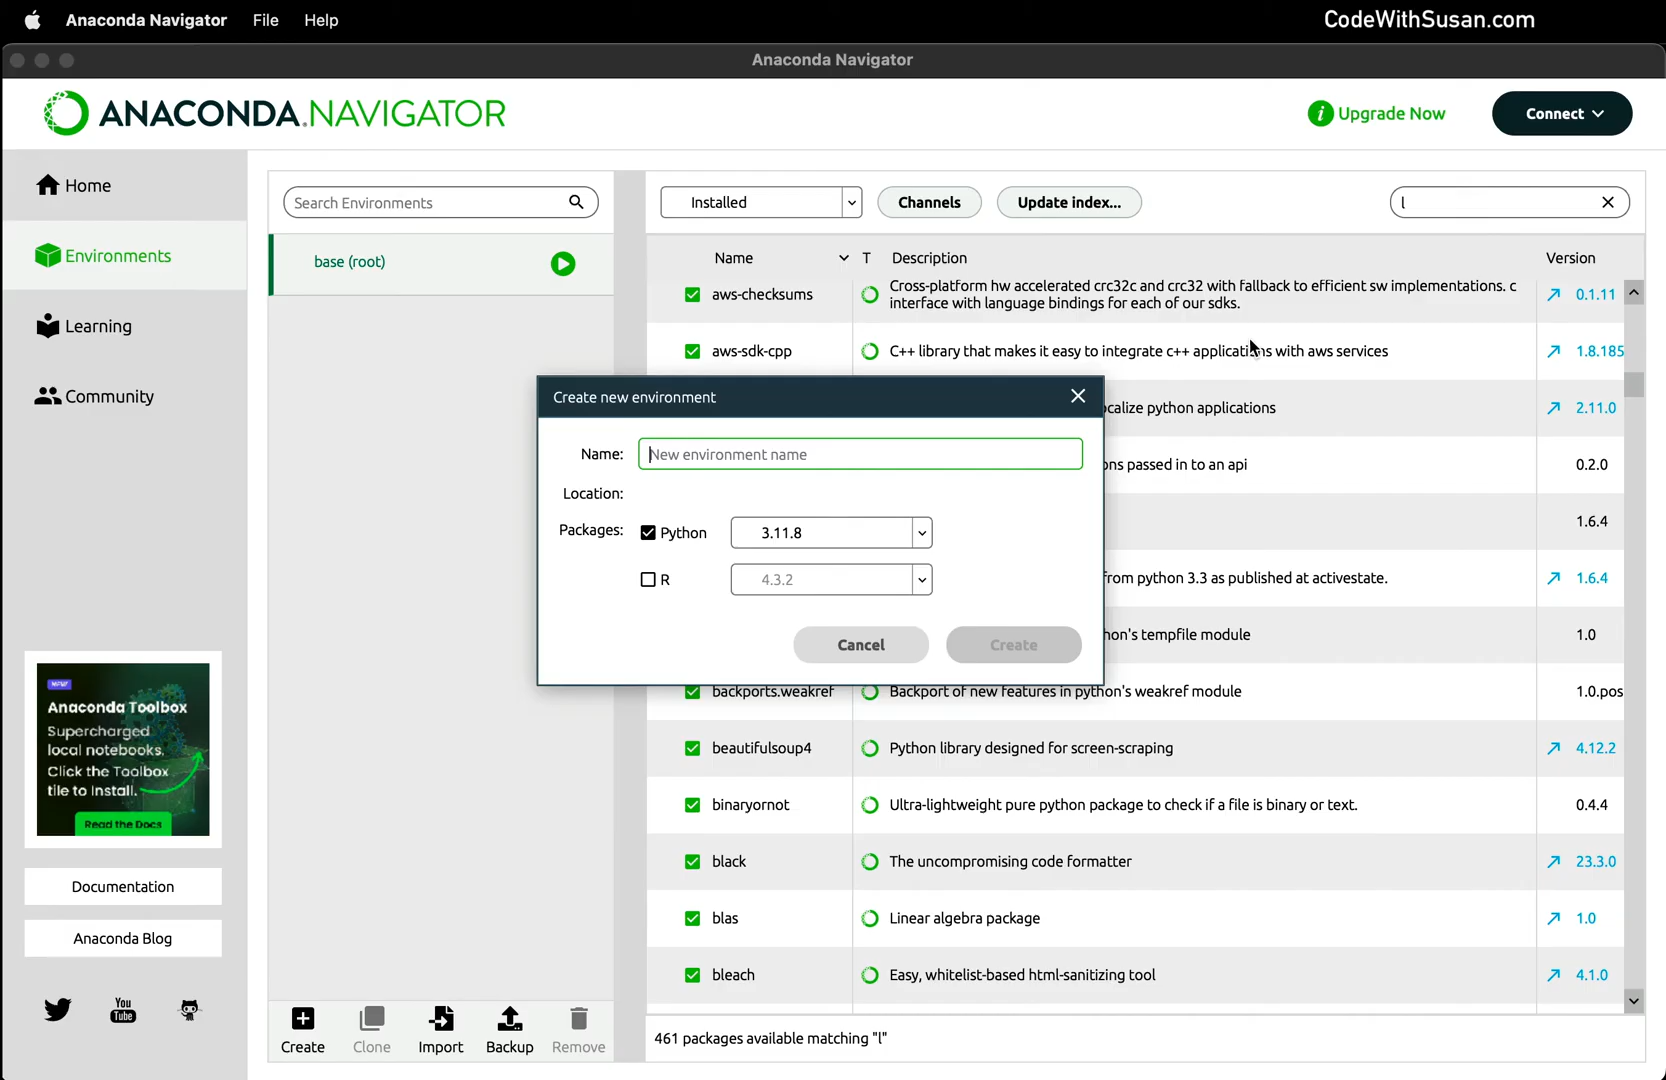 Anaconda Navigator File Help CodeWithSusan.com
Anaconda Navigator
ANACONDA.NAVIGATOR
i Upgrade Now
Connect
Home
Environments
Learning
Community
NEW
Anaconda Toolbox
Supercharged
local notebooks.
Click the Toolbox
tile to Install.
Read the Docs
Documentation
Anaconda Blog
You
Tube
Search Environments
base (root)
Create Clone Import Backup Remove
Installed Channels Update index... l
Name T Description Version
aws-checksums Cross-platform hw accelerated crc32c and crc32 with fallback to efficient sw implementations. c
interface with language bindings for each of our sdks. 0.1.11
aws-sdk-cpp C++ library that makes it easy to integrate c++ applications with aws services 1.8.185
calize python applications 2.11.0
ons passed in to an api 0.2.0
1.6.4
from python 3.3 as published at activestate. 1.6.4
hon's tempfile module 1.0
backports.weakref Backport of new features in python's weakref module 1.0.pos
beautifulsoup4 Python library designed for screen-scraping 4.12.2
binaryornot Ultra-lightweight pure python package to check if a file is binary or text. 0.4.4
black The uncompromising code formatter 23.3.0
blas Linear algebra package 1.0
bleach Easy, whitelist-based html-sanitizing tool 4.1.0
461 packages available matching "l"
Create new environment
Name: New environment name
Location:
Packages: Python 3.11.8
R 4.3.2
Cancel Create